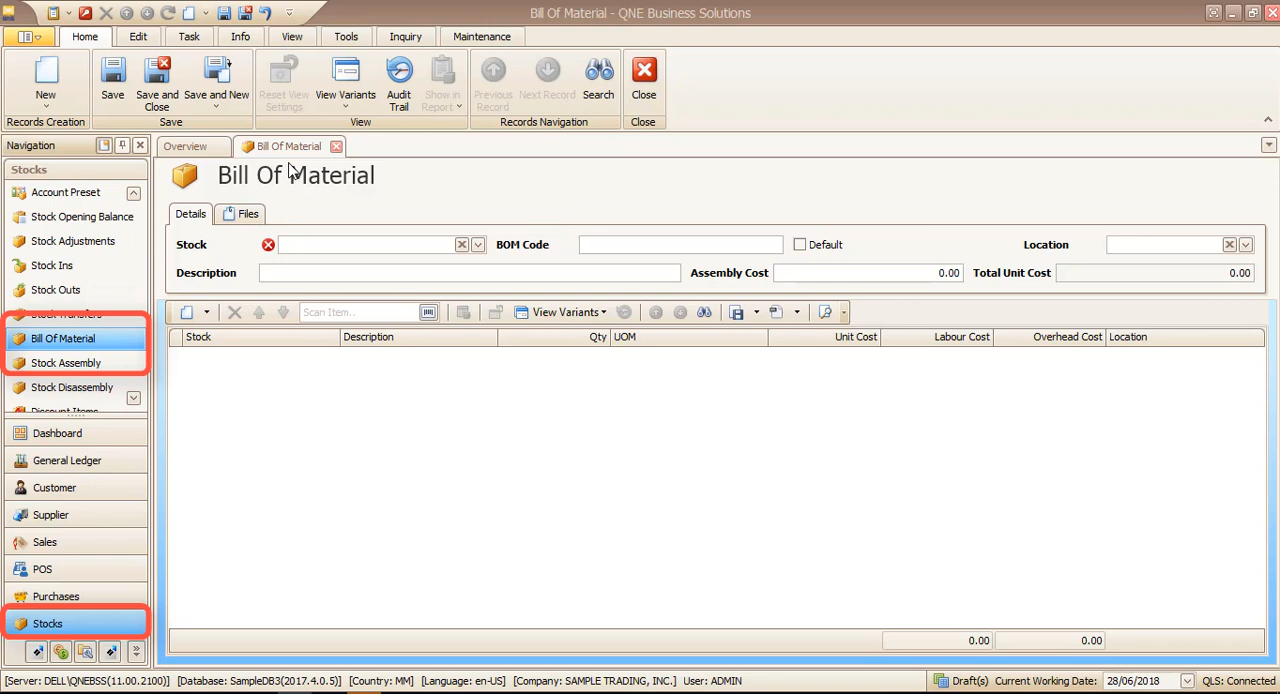 Bill Of Material - QNE Business Solutions
Home Edit Task Info View Tools Inquiry Maintenance
New Save Save and Close Save and New Reset View Settings View Variants Audit Trail Show in Report Previous Record Next Record Search Close
Records Creation Save View Records Navigation Close
Navigation
Overview Bill Of Material
Stocks
Bill Of Material
Account Preset
Stock Opening Balance
Stock Adjustments
Stock Ins
Stock Outs
Stock Transfers
Bill Of Material
Stock Assembly
Stock Disassembly
Discount Items
Dashboard
General Ledger
Customer
Supplier
Sales
POS
Purchases
Stocks
Details Files
Stock BOM Code Default Location
Description Assembly Cost 0.00 Total Unit Cost 0.00
Scan Item... View Variants
Stock Description Qty UOM Unit Cost Labour Cost Overhead Cost Location
0.00 0.00
[Server: DELL\QNEBSS(11.00.2100)] [Database: SampleDB3(2017.4.0.5)] [Country: MM] [Language: en-US] [Company: SAMPLE TRADING, INC.] User: ADMIN Draft(s) Current Working Date: 28/06/2018 QLS: Connected